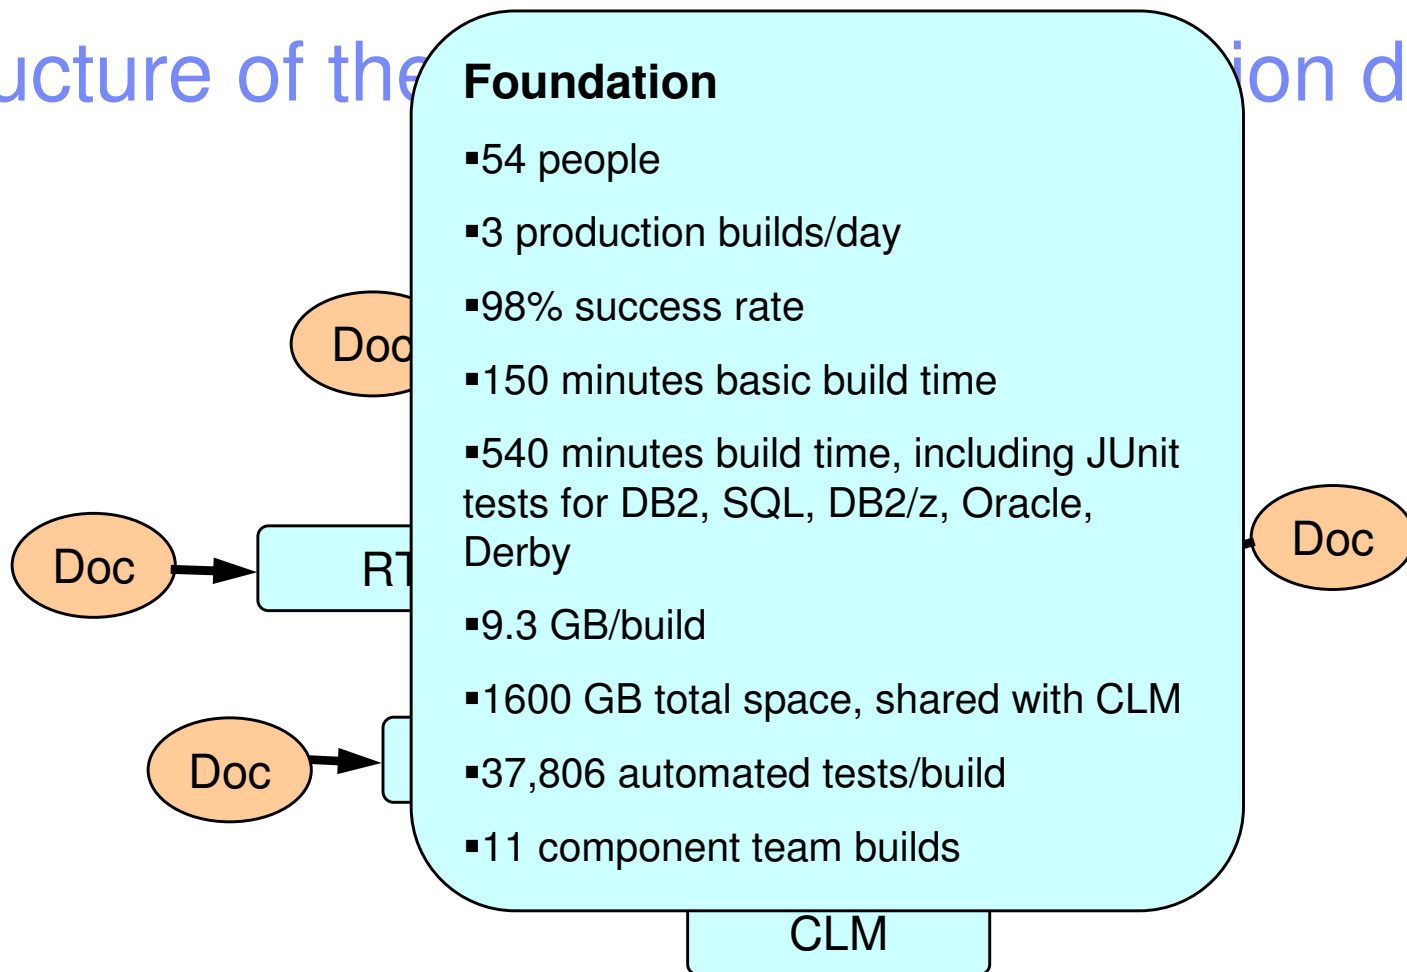 ucture of the
ion d
Foundation
▪54 people
▪3 production builds/day
▪98% success rate
Doc
▪150 minutes basic build time
▪540 minutes build time, including JUnit
tests for DB2, SQL, DB2/z, Oracle,
Derby
Doc
Doc
RT
▪9.3 GB/build
▪1600 GB total space, shared with CLM
Doc
▪37,806 automated tests/build
▪11 component team builds
CLM